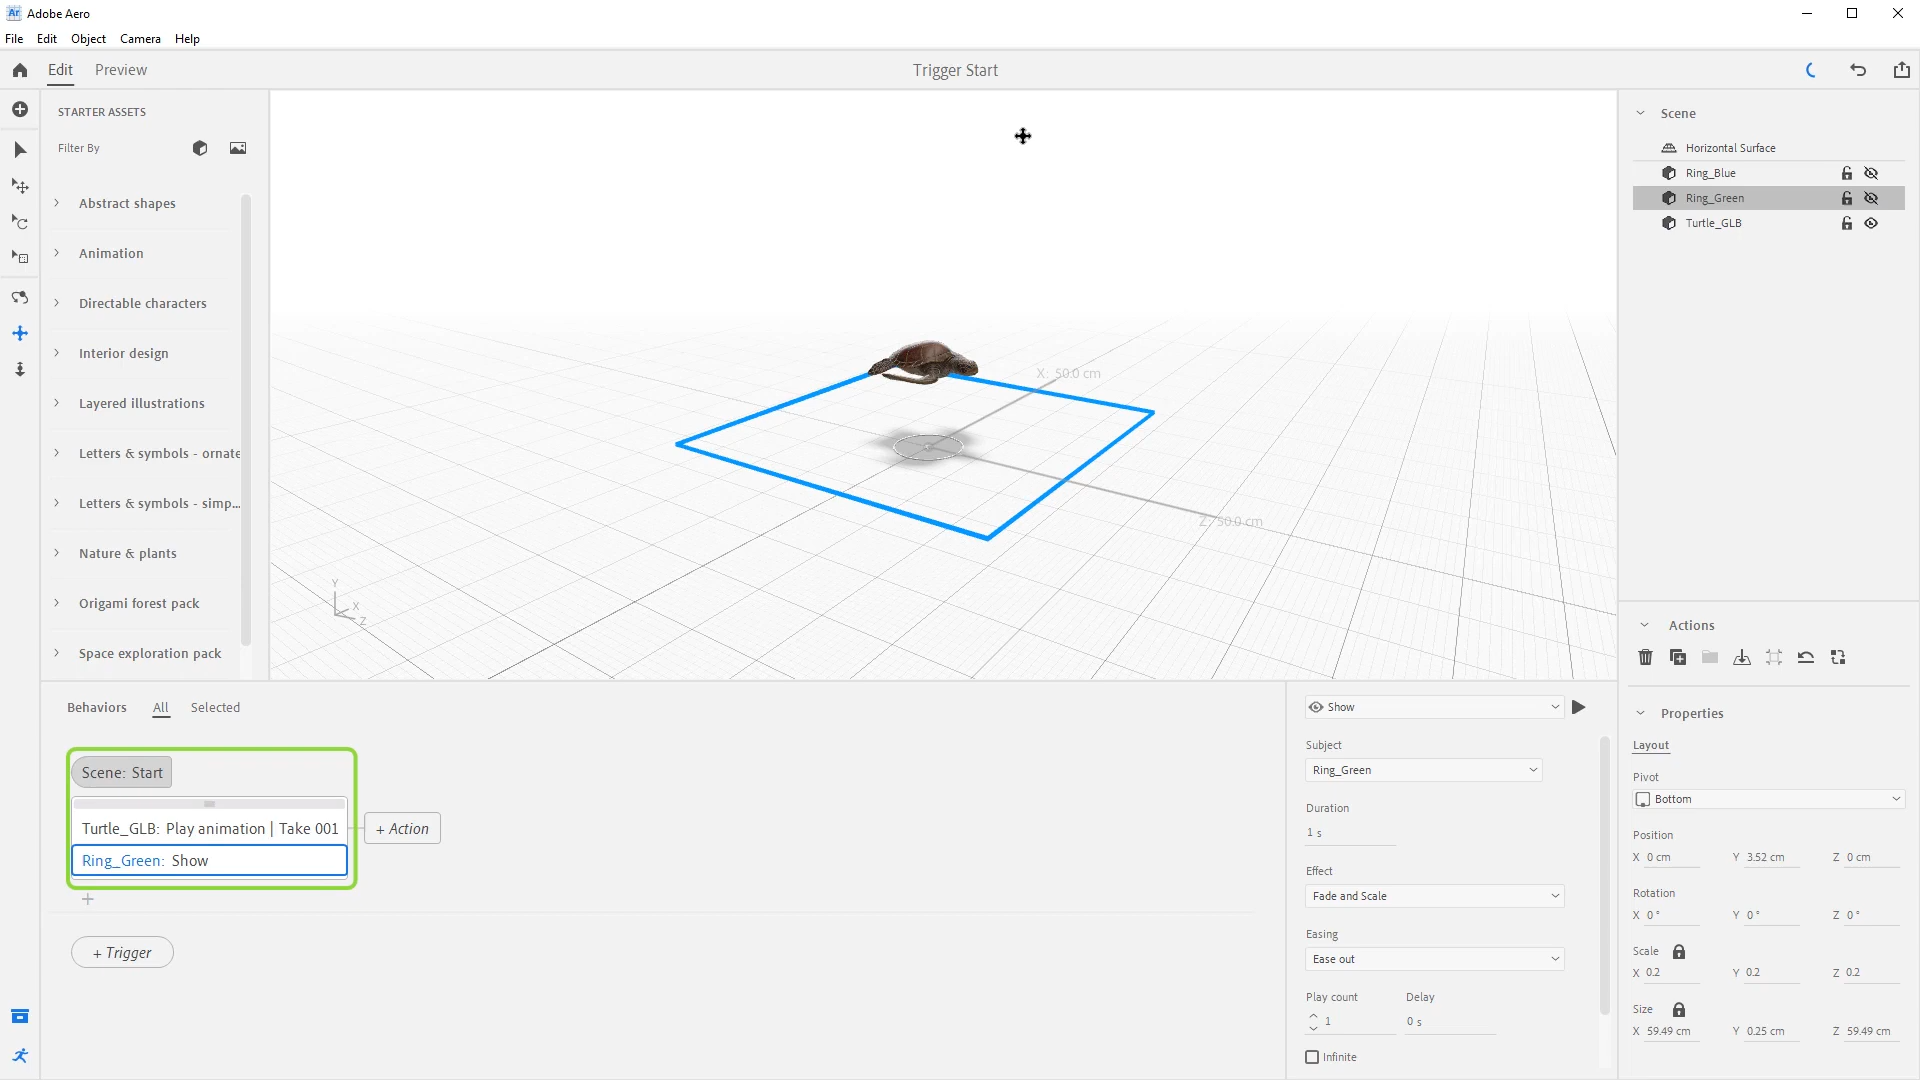 Ar Adobe Aero
File Edit Object Camera Help
Edit Preview Trigger Start
STARTER ASSETS
Filter By
Abstract shapes
Animation
Directable characters
Interior design
Layered illustrations
Letters & symbols - ornate
Letters & symbols - simp...
Nature & plants
Origami forest pack
Space exploration pack
X: 50.0 cm
Z: 50.0 cm
Y
X
Z
Scene
Horizontal Surface
Ring_Blue
Ring_Green
Turtle_GLB
Actions
Properties
Layout
Pivot
Bottom
Position
X 0 cm Y 3.52 cm Z 0 cm
Rotation
X 0° Y 0° Z 0°
Scale
X 0.2 Y 0.2 Z 0.2
Size
X 59.49 cm Y 0.25 cm Z 59.49 cm
Behaviors All Selected
Scene: Start
Turtle_GLB: Play animation | Take 001
+ Action
Ring_Green: Show
+
+ Trigger
Show
Subject
Ring_Green
Duration
1 s
Effect
Fade and Scale
Easing
Ease out
Play count Delay
1 0 s
Infinite